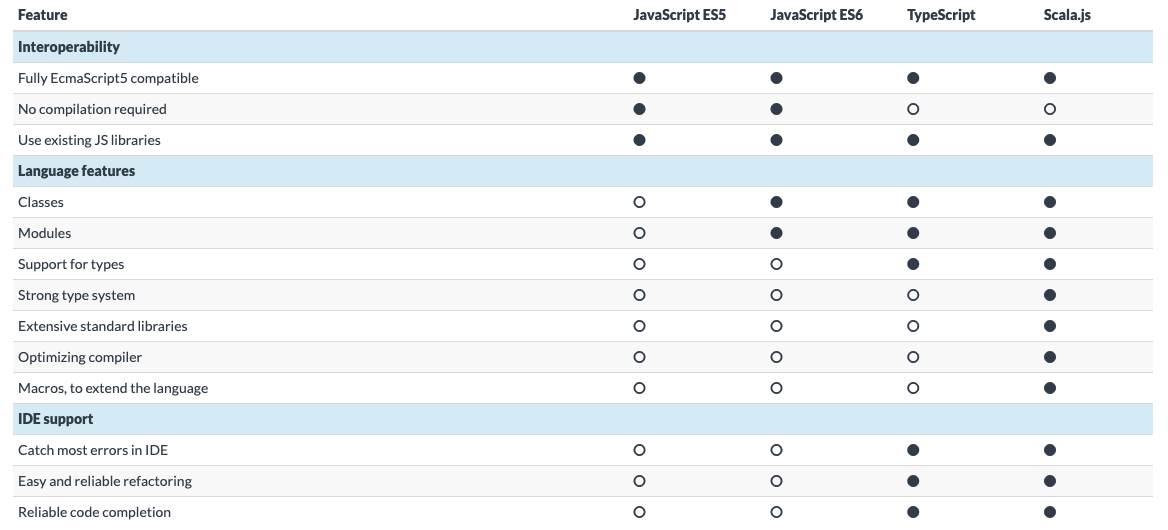 Feature JavaScript ES5 JavaScript ES6 TypeScript Scala.js
Interoperability
Fully EcmaScript5 compatible ● ● ● ●
No compilation required ● ● ○ ○
Use existing JS libraries ● ● ● ●
Language features
Classes ○ ● ● ●
Modules ○ ● ● ●
Support for types ○ ○ ● ●
Strong type system ○ ○ ○ ●
Extensive standard libraries ○ ○ ○ ●
Optimizing compiler ○ ○ ○ ●
Macros, to extend the language ○ ○ ○ ●
IDE support
Catch most errors in IDE ○ ○ ● ●
Easy and reliable refactoring ○ ○ ● ●
Reliable code completion ○ ○ ● ●